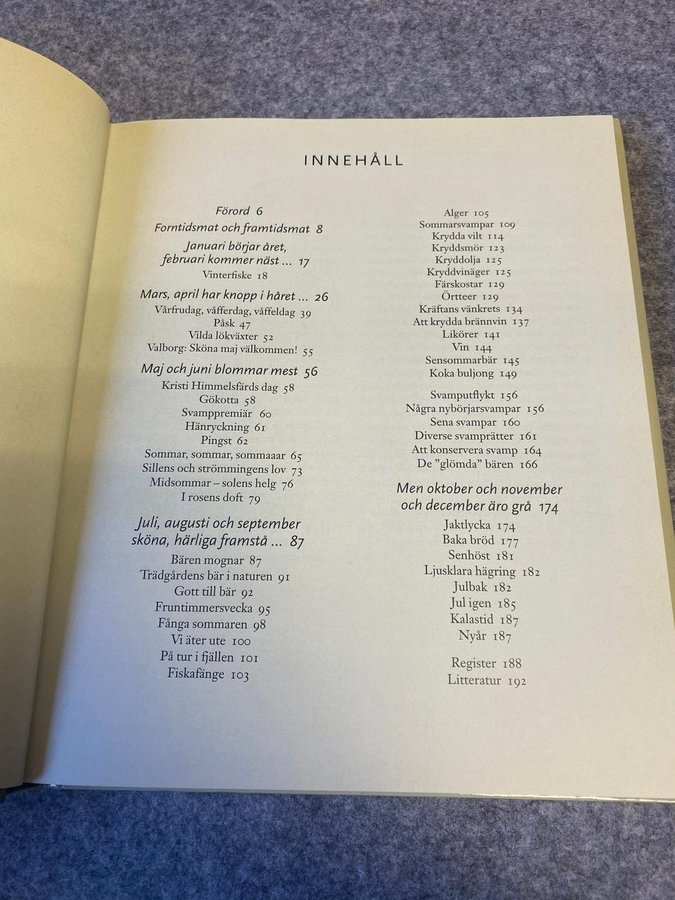 INNEHÅLL
Förord 6
Forntidsmat och framtidsmat 8
Januari börjar året,
februari kommer näst ... 17
Vinterfiske 18
Mars, april har knopp i håret ... 26
Vårfrudag, våfferdag, våffeldag 39
Påsk 47
Vilda lökväxter 52
Valborg: Sköna maj välkommen! 55
Maj och juni blommar mest 56
Kristi Himmelsfärds dag 58
Gökotta 58
Svamppremiär 60
Hänryckning 61
Pingst 62
Sommar, sommar, sommaaar 65
Sillens och strömmingens lov 73
Midsommar – solens helg 76
I rosens doft 79
Juli, augusti och september
sköna, härliga framstå ... 87
Bären mognar 87
Trädgårdens bär i naturen 91
Gott till bär 92
Fruntimmersvecka 95
Fånga sommaren 98
Vi äter ute 100
På tur i fjällen 101
Fiskafänge 103
Alger 105
Sommarsvampar 109
Krydda vilt 114
Kryddsmör 123
Kryddolja 125
Kryddvinäger 125
Färskostar 129
Örtteer 129
Kräftans vänkrets 134
Att krydda brännvin 137
Likörer 141
Vin 144
Sensommarbär 145
Koka buljong 149
Svamputflykt 156
Några nybörjarsvampar 156
Sena svampar 160
Diverse svamprätter 161
Att konservera svamp 164
De ”glömda” bären 166
Men oktober och november
och december äro grå 174
Jaktlycka 174
Baka bröd 177
Senhöst 181
Ljusklara hägring 182
Julbak 182
Jul igen 185
Kalastid 187
Nyår 187
Register 188
Litteratur 192